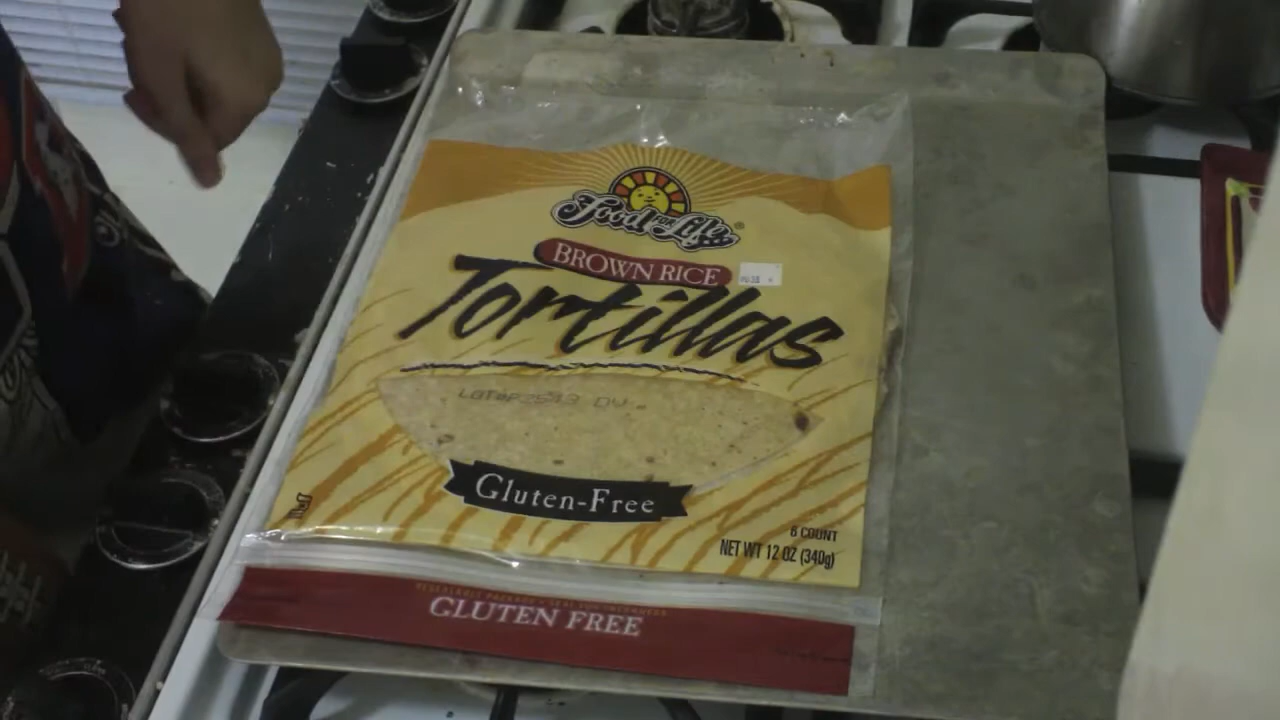 Food for Life®
BROWN RICE
Tortillas
Gluten-Free
6 COUNT
NET WT 12 OZ (340g)
GLUTEN FREE